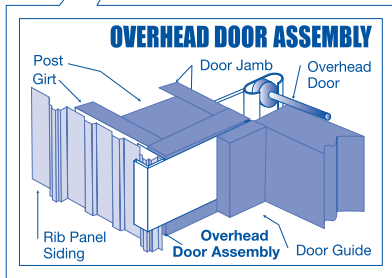 OVERHEAD DOOR ASSEMBLY
Post
Girt
Door Jamb
Overhead
Door
Rib Panel
Siding
Overhead
Door Assembly
Door Guide